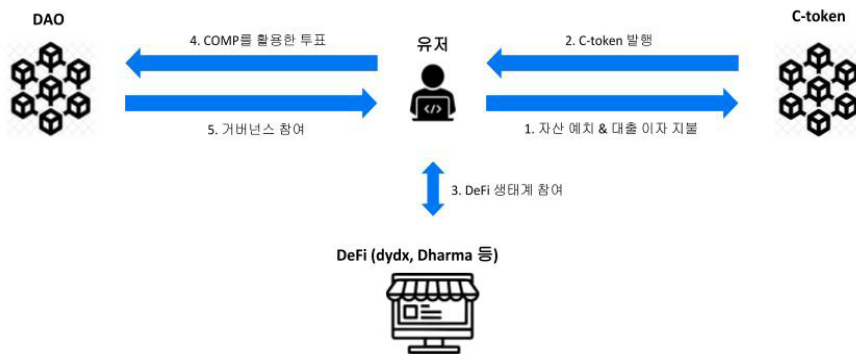 DAO
C-token
4. COMP를 활용한 투표
유저
2. C-token 발행
</>
5. 거버넌스 참여
1. 자산 예치 & 대출 이자 지불
3. DeFi 생태계 참여
DeFi (dydx, Dharma 등)